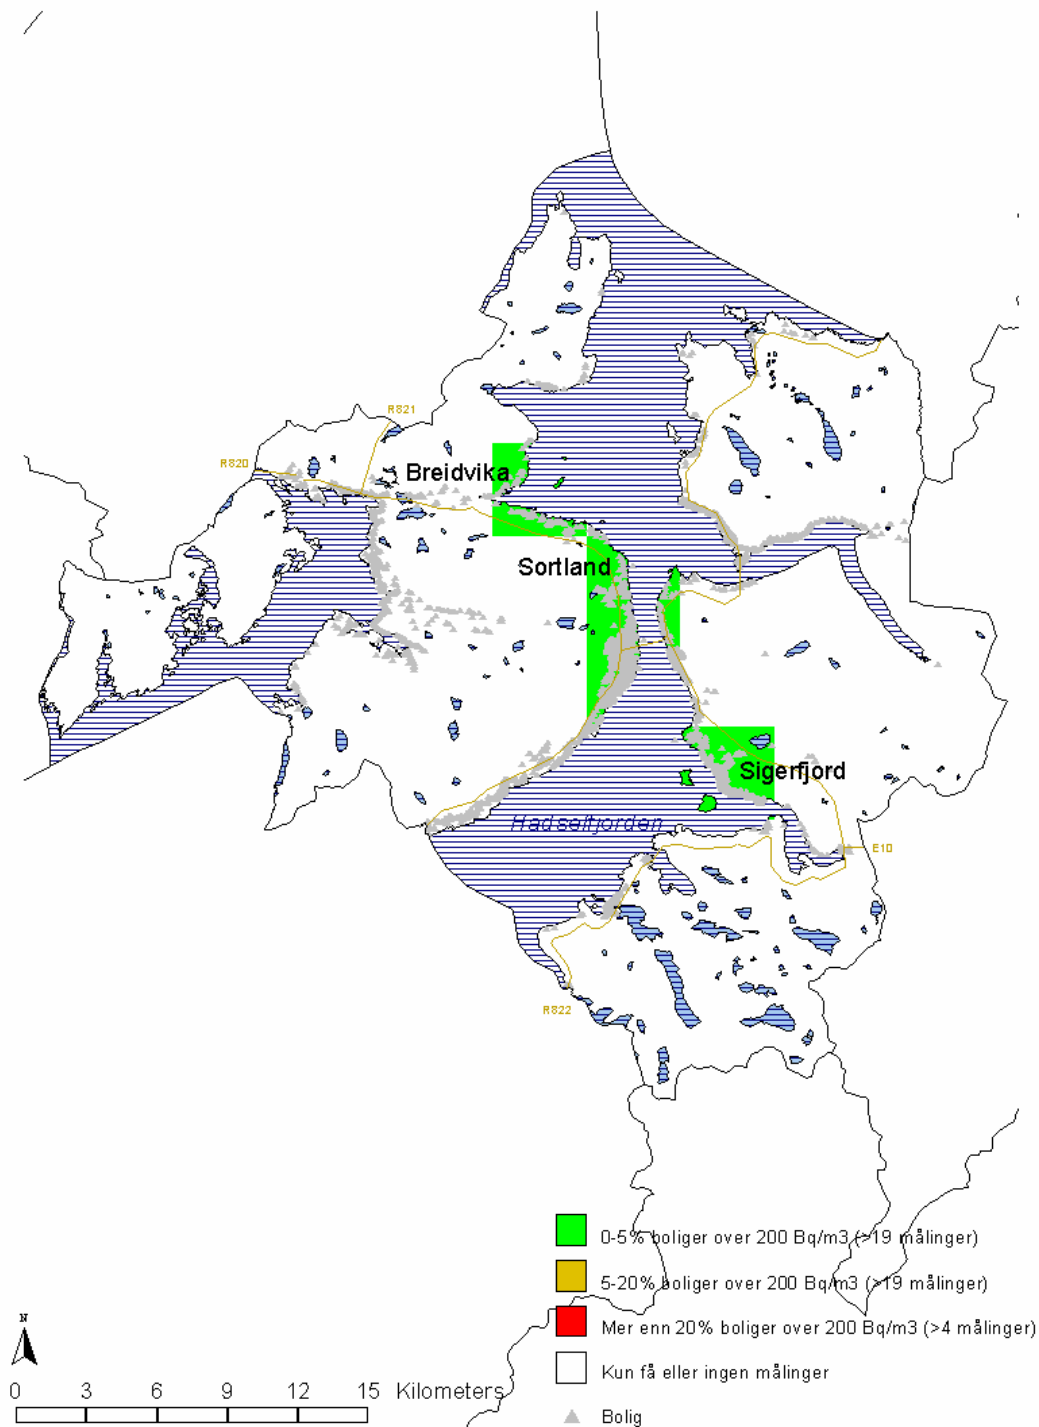 R821
R820
Breidvika
Sortland
Sigerfjord
Hadselfjorden
E10
R822
0-5% boliger over 200 Bq/m3 (>19 målinger)
5-20% boliger over 200 Bq/m3 (>19 målinger)
Mer enn 20% boliger over 200 Bq/m3 (>4 målinger)
Kun få eller ingen målinger
Bolig
N
0 3 6 9 12 15 Kilometers